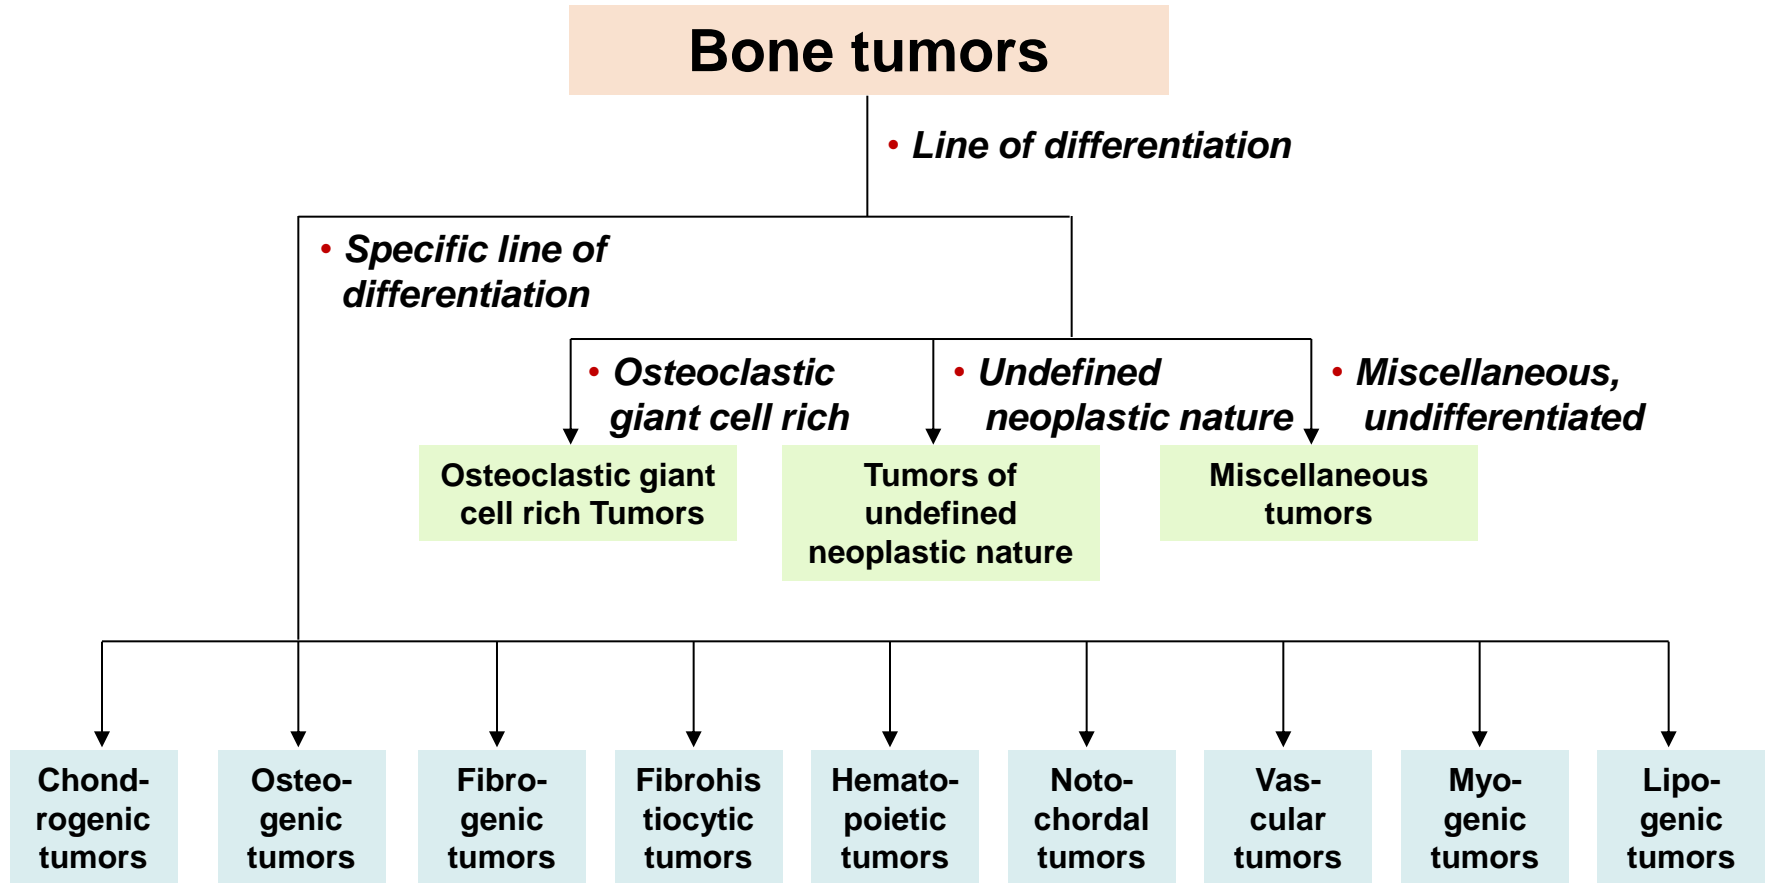 Bone tumors
• Line of differentiation
• Specific line of
differentiation
• Osteoclastic
giant cell rich
• Undefined
neoplastic nature
• Miscellaneous,
undifferentiated
Osteoclastic giant
cell rich Tumors
Tumors of
undefined
neoplastic nature
Miscellaneous
tumors
Chond-
rogenic
tumors
Osteo-
genic
tumors
Fibro-
genic
tumors
Fibrohis
tiocytic
tumors
Hemato-
poietic
tumors
Noto-
chordal
tumors
Vas-
cular
tumors
Myo-
genic
tumors
Lipo-
genic
tumors